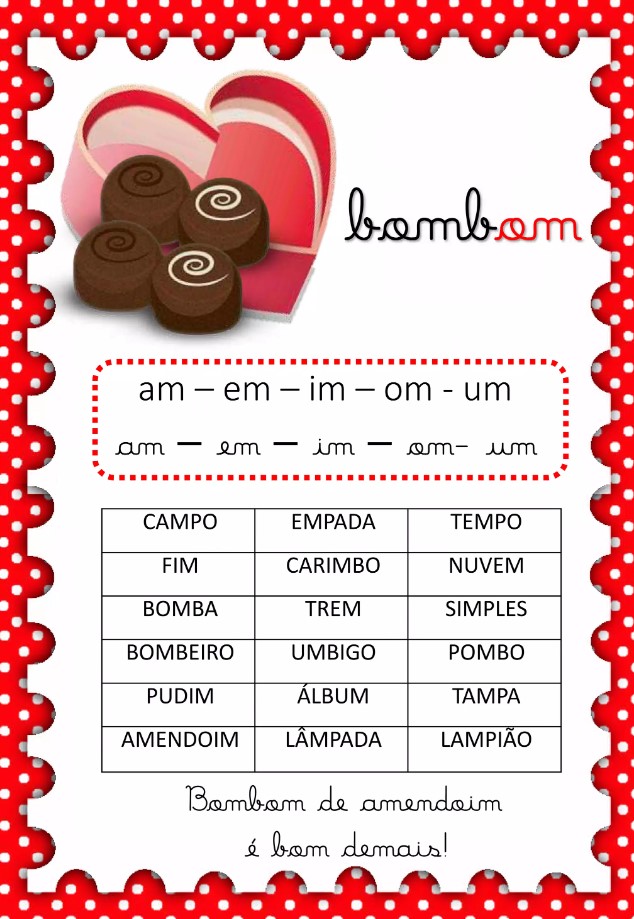 bombom
am – em – im – om - um
am – em – im – om- um
CAMPO EMPADA TEMPO
FIM CARIMBO NUVEM
BOMBA TREM SIMPLES
BOMBEIRO UMBIGO POMBO
PUDIM ÁLBUM TAMPA
AMENDOIM LÂMPADA LAMPIÃO
Bombom de amendoim
é bom demais!